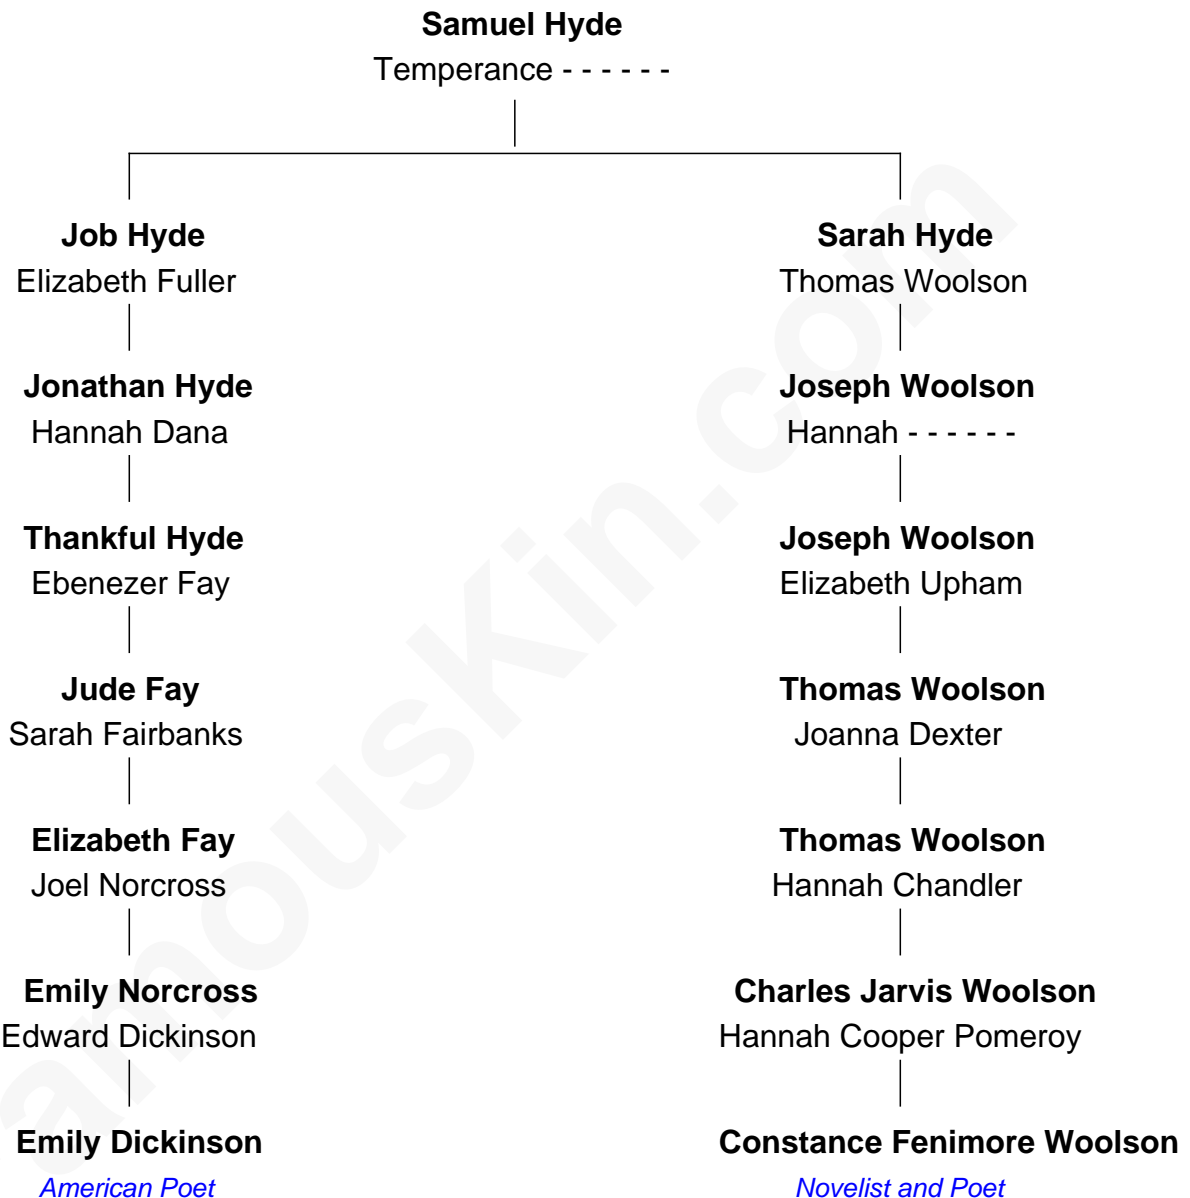 Samuel Hyde
Temperance - - - - - -
Job Hyde
Elizabeth Fuller
Sarah Hyde
Thomas Woolson
Jonathan Hyde
Hannah Dana
Joseph Woolson
Hannah - - - - - -
Thankful Hyde
Ebenezer Fay
Joseph Woolson
Elizabeth Upham
Jude Fay
Sarah Fairbanks
Thomas Woolson
Joanna Dexter
Elizabeth Fay
Joel Norcross
Thomas Woolson
Hannah Chandler
Emily Norcross
Edward Dickinson
Charles Jarvis Woolson
Hannah Cooper Pomeroy
Emily Dickinson
American Poet
Constance Fenimore Woolson
Novelist and Poet
amousKin.com